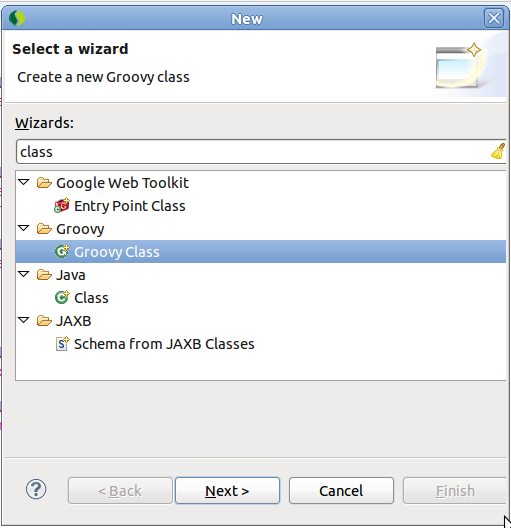 New
Select a wizard
Create a new Groovy class
Wizards:
class
Google Web Toolkit
Entry Point Class
Groovy
Groovy Class
Java
Class
JAXB
Schema from JAXB Classes
? < Back Next > Cancel Finish